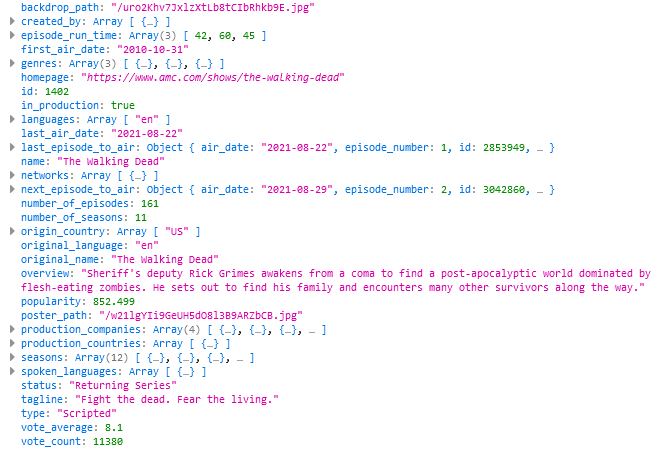 backdrop_path: "/uro2Khv7JxlzXtLb8tCIbRhkb9E.jpg"
created_by: Array [ {…} ]
episode_run_time: Array(3) [ 42, 60, 45 ]
first_air_date: "2010-10-31"
genres: Array(3) [ {…}, {…}, {…} ]
homepage: "https://www.amc.com/shows/the-walking-dead"
id: 1402
in_production: true
languages: Array [ "en" ]
last_air_date: "2021-08-22"
last_episode_to_air: Object { air_date: "2021-08-22", episode_number: 1, id: 2853949, … }
name: "The Walking Dead"
networks: Array [ {…} ]
next_episode_to_air: Object { air_date: "2021-08-29", episode_number: 2, id: 3042860, … }
number_of_episodes: 161
number_of_seasons: 11
origin_country: Array [ "US" ]
original_language: "en"
original_name: "The Walking Dead"
overview: "Sheriff's deputy Rick Grimes awakens from a coma to find a post-apocalyptic world dominated by
flesh-eating zombies. He sets out to find his family and encounters many other survivors along the way."
popularity: 852.499
poster_path: "/w21lgYIi9GeUH5dO8l3B9ARZbCB.jpg"
production_companies: Array(4) [ {…}, {…}, {…}, … ]
production_countries: Array [ {…} ]
seasons: Array(12) [ {…}, {…}, {…}, … ]
spoken_languages: Array [ {…} ]
status: "Returning Series"
tagline: "Fight the dead. Fear the living."
type: "Scripted"
vote_average: 8.1
vote_count: 11380